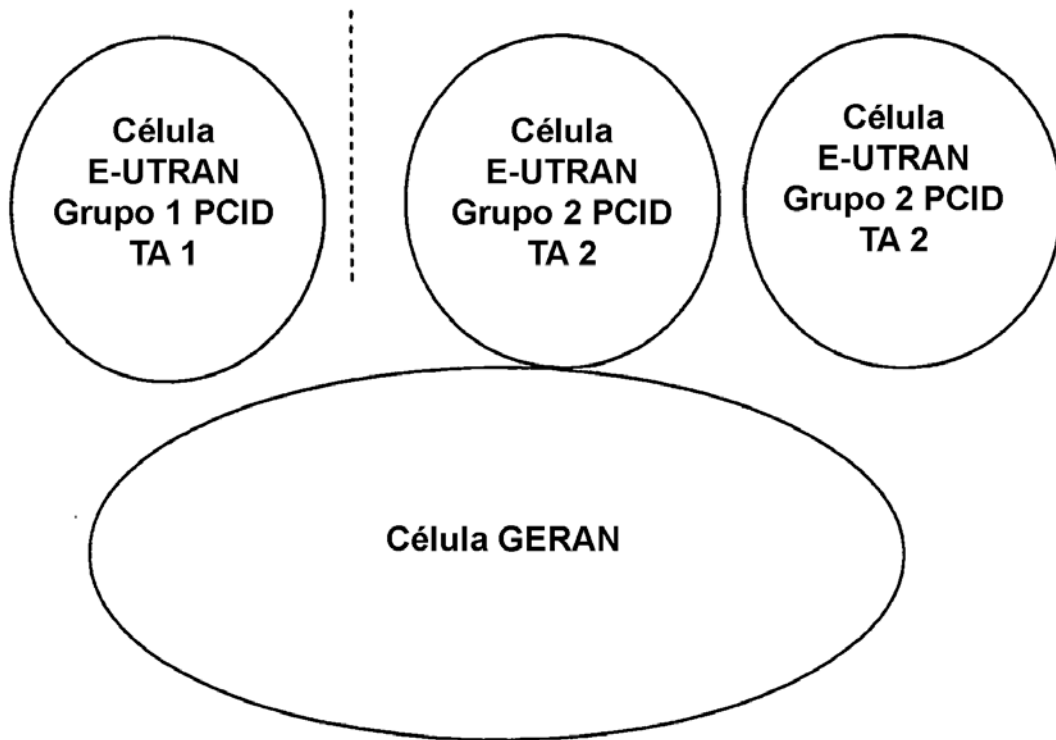 Célula
E-UTRAN
Grupo 1 PCID
TA 1
Célula
E-UTRAN
Grupo 2 PCID
TA 2
Célula
E-UTRAN
Grupo 2 PCID
TA 2
Célula GERAN